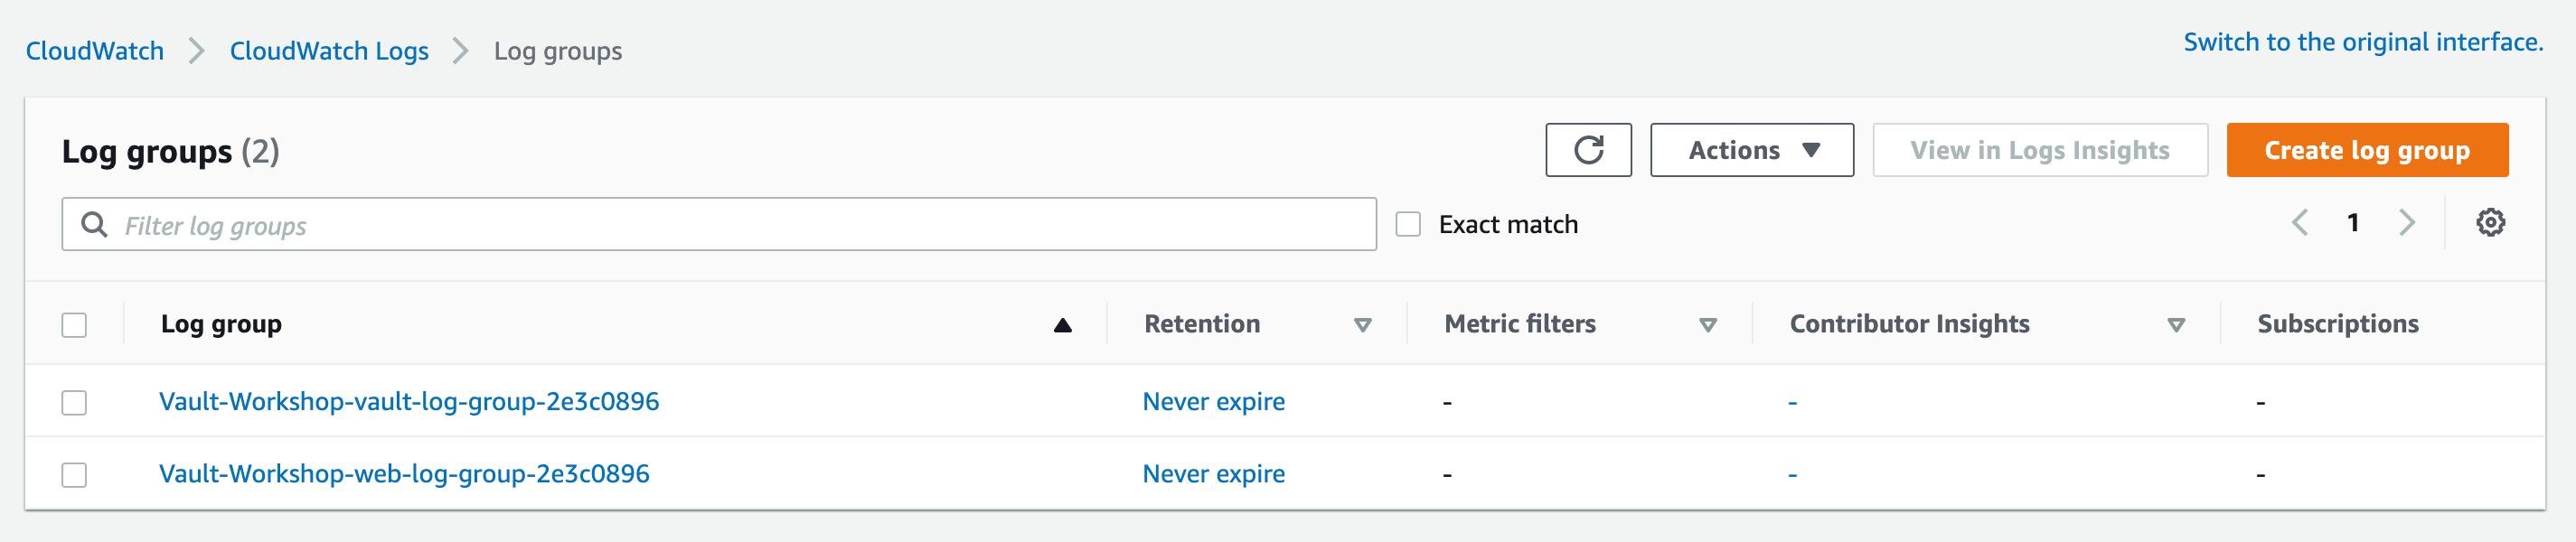 CloudWatch CloudWatch Logs Log groups
Switch to the original interface.
Log groups (2)
Actions View in Logs Insights Create log group
Filter log groups Exact match 1
Log group Retention Metric filters Contributor Insights Subscriptions
Vault-Workshop-vault-log-group-2e3c0896 Never expire - - -
Vault-Workshop-web-log-group-2e3c0896 Never expire - - -